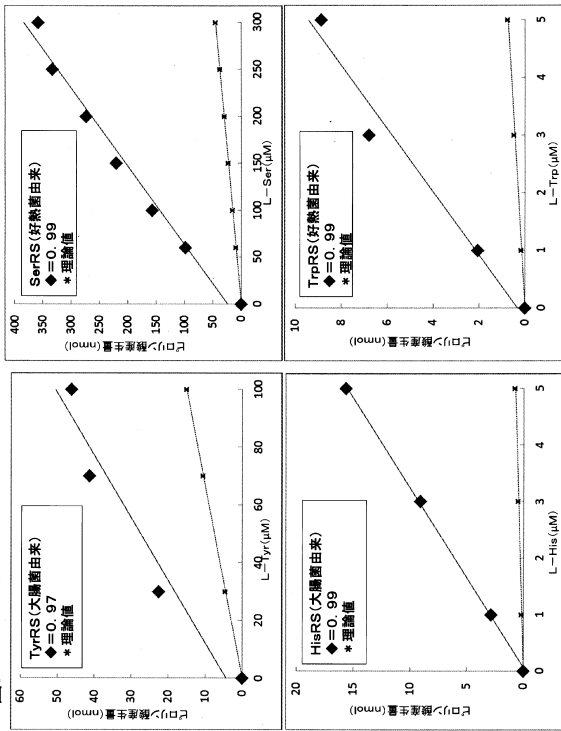 TyrRS(大腸菌由来)
◆=0.97
*理論値
ピロリン酸産生量(nmol)
60
50
40
30
20
10
0
0 20 40 60 80 100
L-Tyr(μM)
SerRS(好熱菌由来)
◆=0.99
*理論値
ピロリン酸産生量(nmol)
400
350
300
250
200
150
100
50
0
0 50 100 150 200 250 300
L-Ser(μM)
HisRS(大腸菌由来)
◆=0.99
*理論値
ピロリン酸産生量(nmol)
20
15
10
5
0
0 1 2 3 4 5
L-His(μM)
TrpRS(好熱菌由来)
◆=0.99
*理論値
ピロリン酸産生量(nmol)
10
8
6
4
2
0
0 1 2 3 4 5
L-Trp(μM)